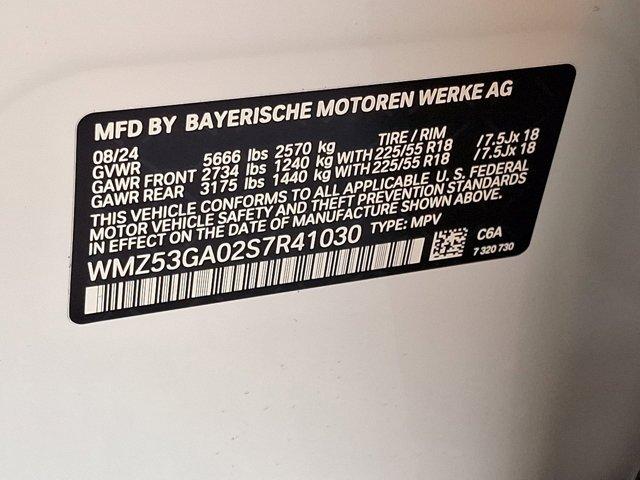 MFD BY BAYERISCHE MOTOREN WERKE AG
08/24 TIRE / RIM
GVWR 5666 lbs 2570 kg
GAWR FRONT 2734 lbs 1240 kg WITH 225/55 R18 /7.5Jx 18
GAWR REAR 3175 lbs 1440 kg WITH 225/55 R18 /7.5Jx 18
THIS VEHICLE CONFORMS TO ALL APPLICABLE U. S. FEDERAL
MOTOR VEHICLE SAFETY AND THEFT PREVENTION STANDARDS
IN EFFECT ON THE DATE OF MANUFACTURE SHOWN ABOVE.
WMZ53GA02S7R41030 TYPE: MPV
C6A
7 320 730